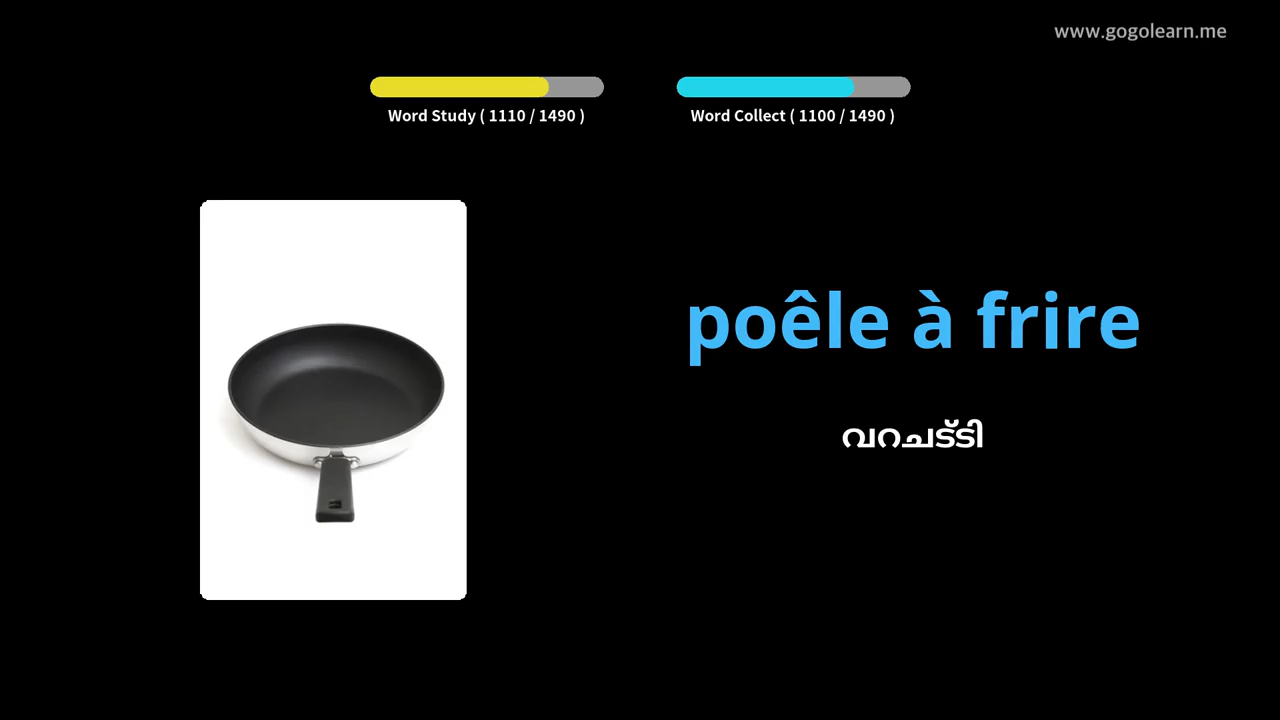 www.gogolearn.me
Word Study ( 1110 / 1490 )
Word Collect ( 1100 / 1490 )
poêle à frire
വറചട്ടി